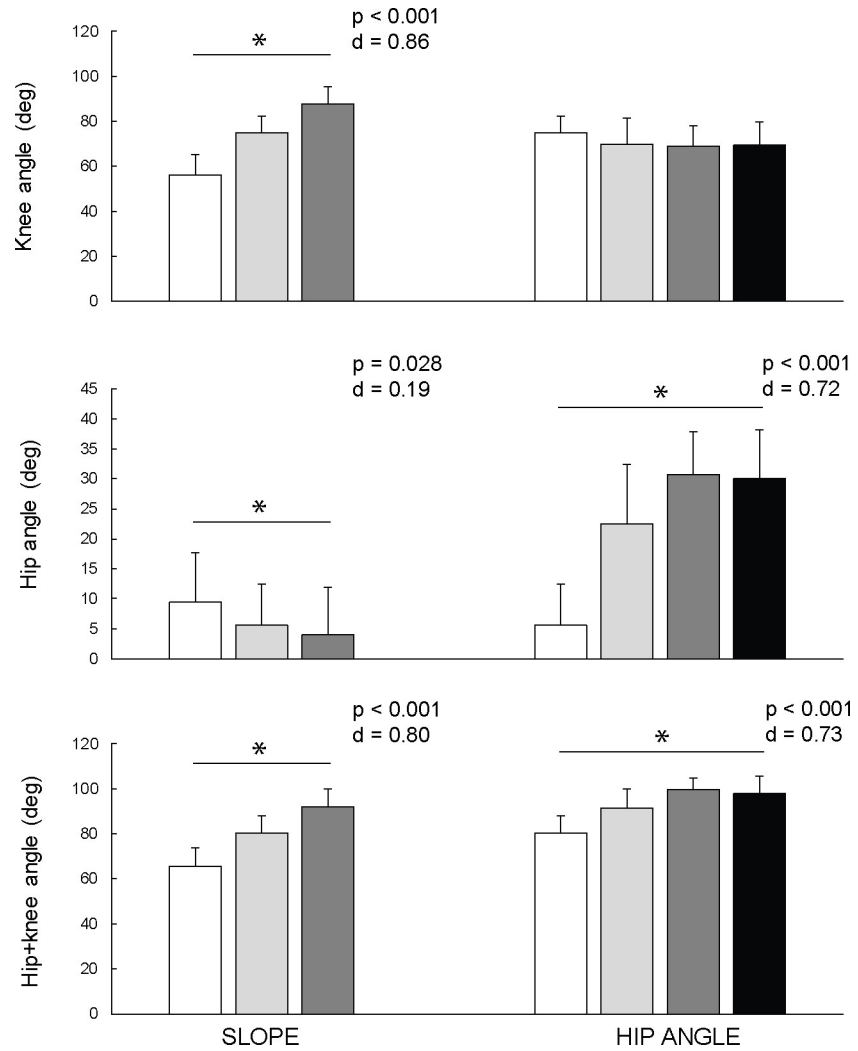 p < 0.001
d = 0.86
*
120
100
80
60
40
20
0
Knee angle (deg)
p = 0.028
d = 0.19
p < 0.001
d = 0.72
*
*
45
40
35
30
25
20
15
10
5
0
Hip angle (deg)
p < 0.001
d = 0.80
p < 0.001
d = 0.73
*
*
120
100
80
60
40
20
0
Hip+knee angle (deg)
SLOPE
HIP ANGLE